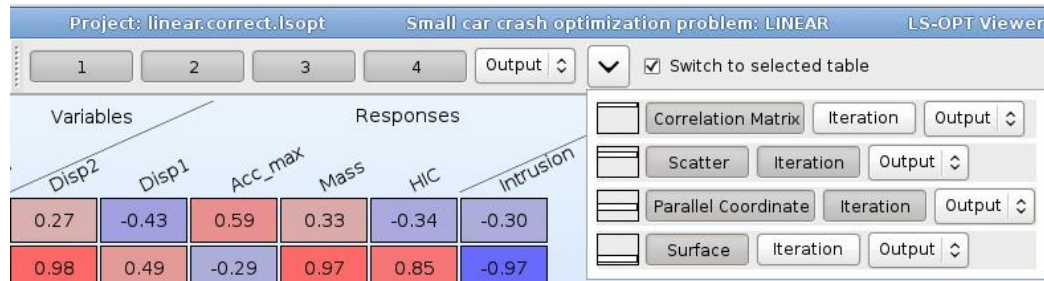 Project: linear.correct.lsopt Small car crash optimization problem: LINEAR LS-OPT Viewer
1 2 3 4 Output Switch to selected table
Variables Responses
Disp2 Disp1 Acc_max Mass HIC Intrusion
0.27 -0.43 0.59 0.33 -0.34 -0.30
0.98 0.49 -0.29 0.97 0.85 -0.97
Correlation Matrix Iteration Output
Scatter Iteration Output
Parallel Coordinate Iteration Output
Surface Iteration Output